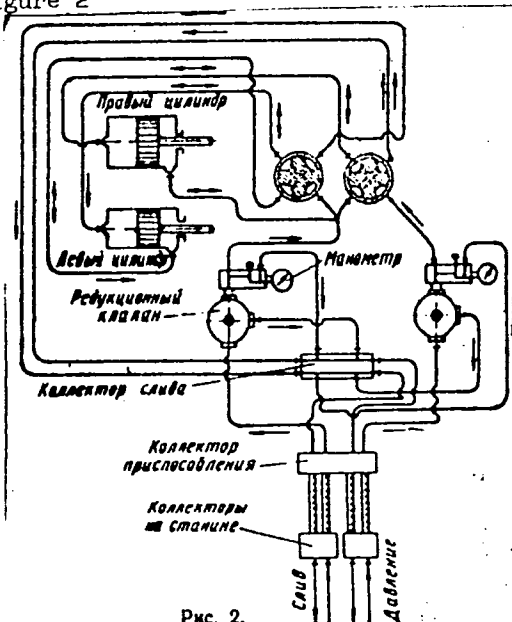 Figure 2
Правый цилиндр
Левый цилиндр
Манометр
Редукционный
клапан
Коллектор слива
Коллектор
приспособления
Коллекторы
на станине
Слив
Давление
Рис. 2.